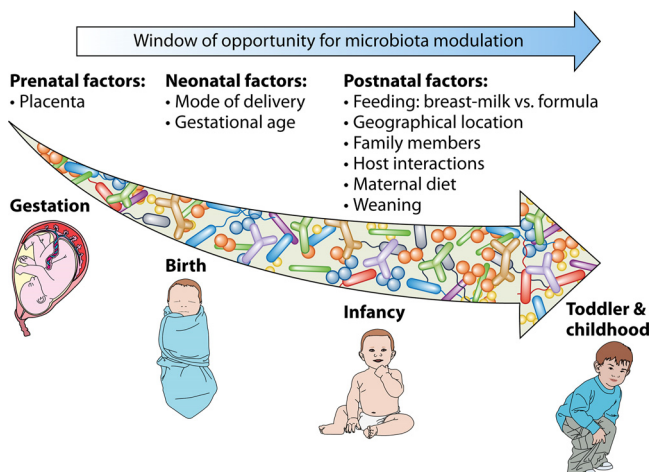 Window of opportunity for microbiota modulation
Prenatal factors:
• Placenta
Neonatal factors:
• Mode of delivery
• Gestational age
Postnatal factors:
• Feeding: breast-milk vs. formula
• Geographical location
• Family members
• Host interactions
• Maternal diet
• Weaning
Gestation
Birth
Infancy
Toddler &
childhood